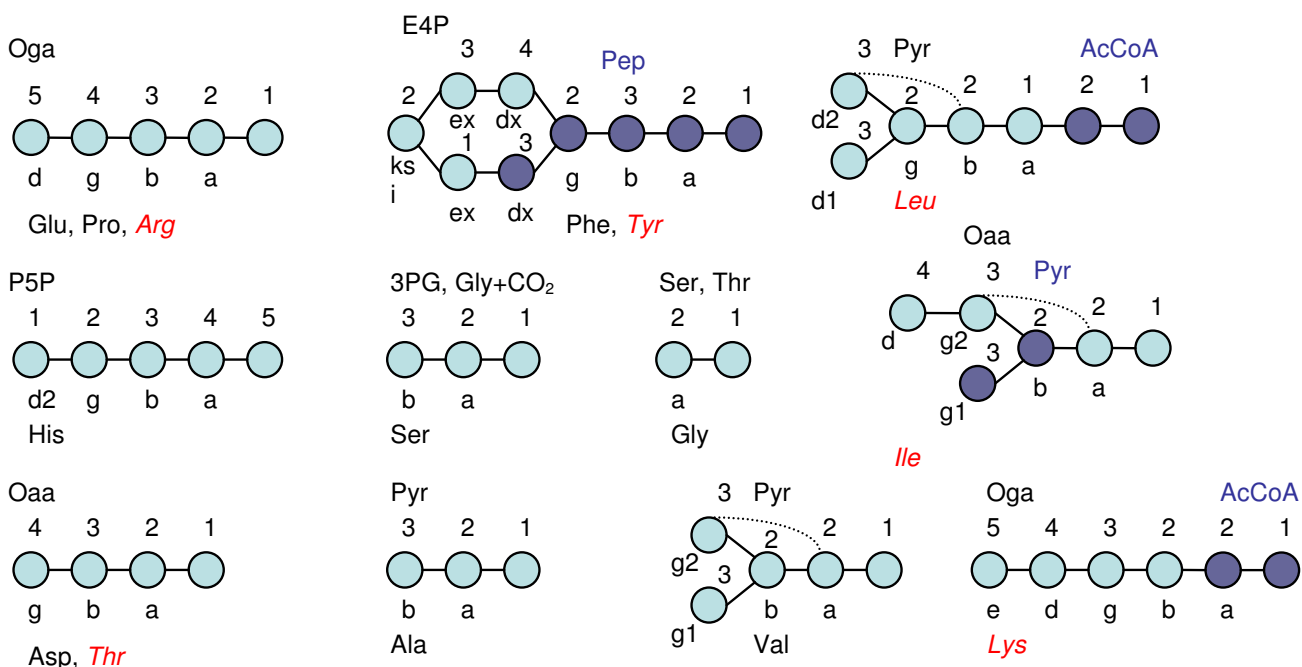 Oga
5 4 3 2 1
d g b a
Glu, Pro, Arg
E4P
3 4
Pep
2 2 3 2 1
ex dx
1 3
ks
i
g b a
ex dx
Phe, Tyr
3 Pyr AcCoA
2 1 2 1
d2 2
3
g b a
d1
Leu
P5P
1 2 3 4 5
d2 g b a
His
3PG, Gly+CO₂
3 2 1
b a
Ser
Ser, Thr
2 1
a
Gly
Oaa
4 3 Pyr
2 1
2
d g2
3
b a
g1
Ile
Oaa
4 3 2 1
g b a
Asp, Thr
Pyr
3 2 1
b a
Ala
3 Pyr
2 1
2
g2
3
b a
g1
Val
Oga AcCoA
5 4 3 2 2 1
e d g b a
Lys